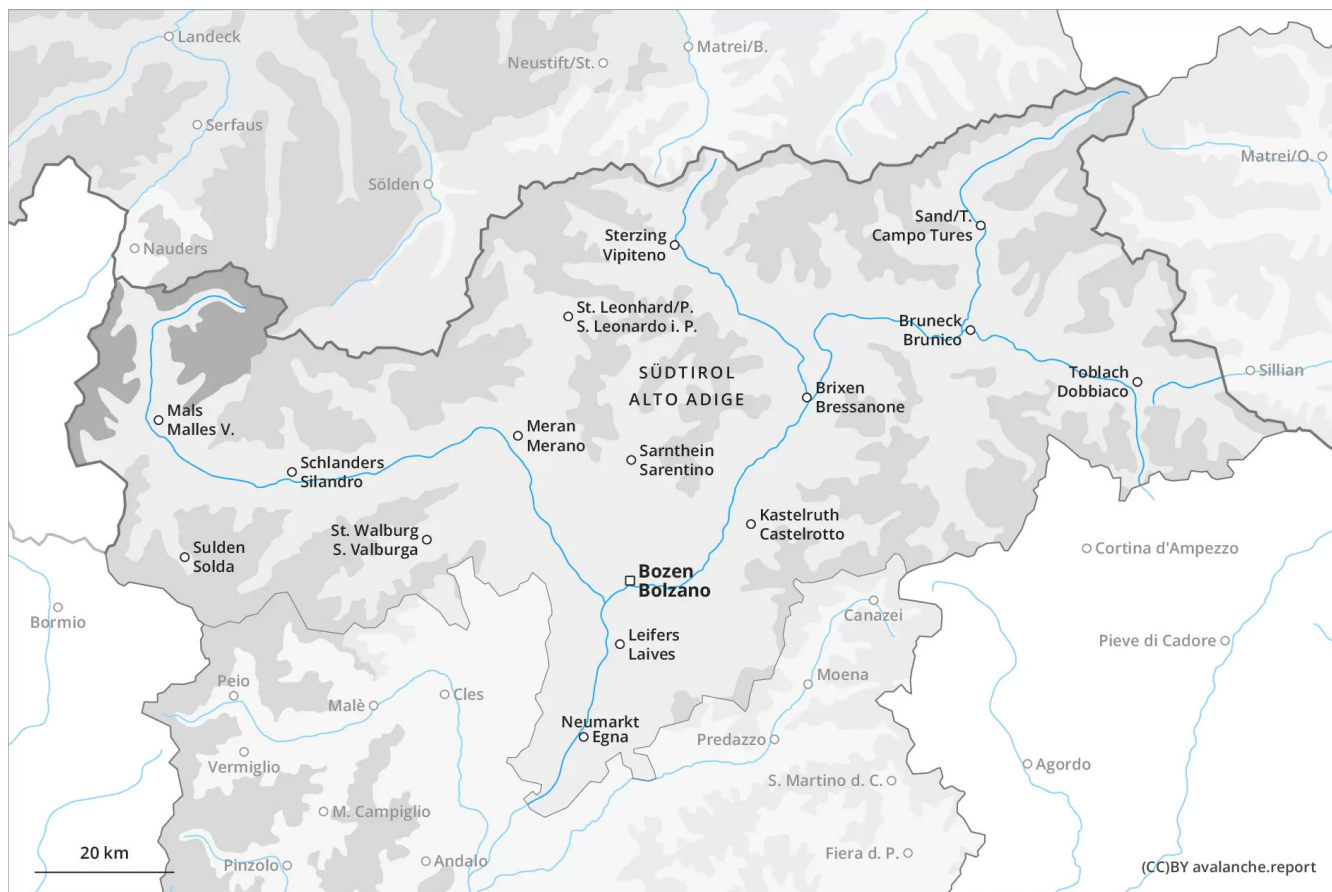 Landeck
Matrei/B.
Neustift/St.
Serfaus
Matrei/O.
Sölden
Sand/T.
Campo Tures
Sterzing
Vipiteno
Nauders
St. Leonhard/P.
S. Leonardo i. P.
Bruneck
Brunico
SÜDTIROL
ALTO ADIGE
Toblach
Dobbiaco
Sillian
Brixen
Bressanone
Mals
Malles V.
Meran
Merano
Sarnthein
Sarentino
Schlanders
Silandro
Kastelruth
Castelrotto
St. Walburg
S. Valburga
Sulden
Solda
Cortina d'Ampezzo
Bozen
Bolzano
Bormio
Canazei
Leifers
Laives
Pieve di Cadore
Peio
Moena
Cles
Malè
Neumarkt
Egna
Predazzo
Vermiglio
Agordo
S. Martino d. C.
M. Campiglio
20 km
Fiera d. P.
Andalo
Pinzolo
(CC)BY avalanche.report